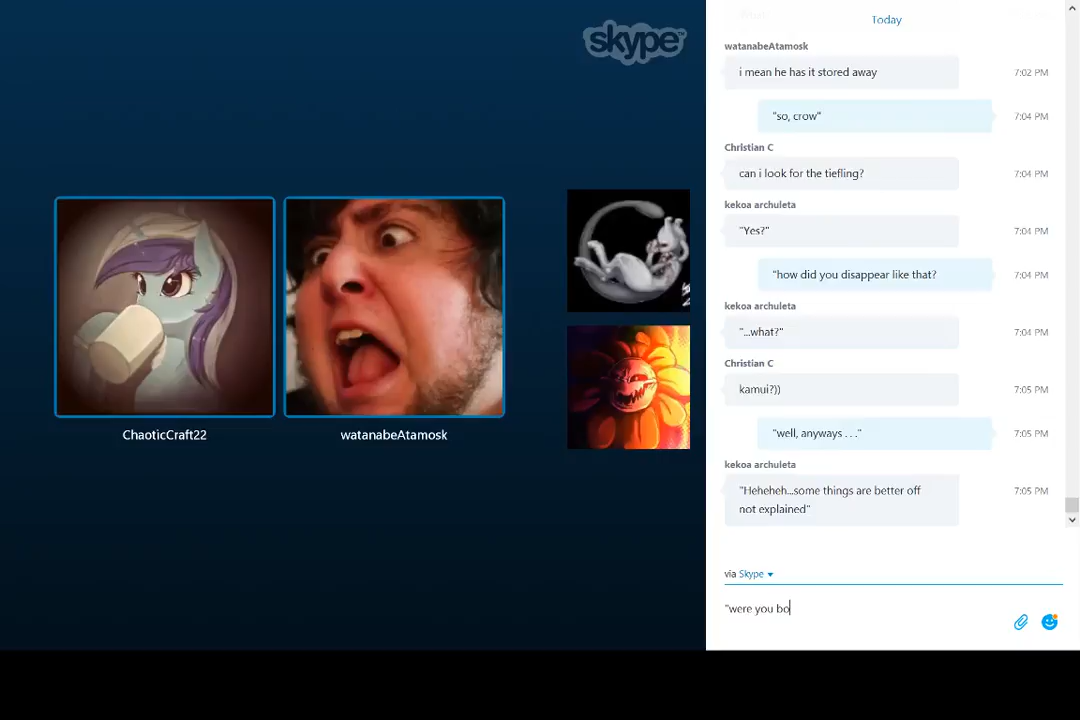 skype™
Today
watanabeAtamosk
i mean he has it stored away
7:02 PM
"so, crow"
7:04 PM
Christian C
can i look for the tiefling?
7:04 PM
kekoa archuleta
"Yes?"
7:04 PM
"how did you disappear like that?
7:04 PM
kekoa archuleta
"...what?"
7:04 PM
Christian C
kamui?))
7:05 PM
"well, anyways . . ."
7:05 PM
kekoa archuleta
"Heheheh...some things are better off
not explained"
7:05 PM
ChaoticCraft22
watanabeAtamosk
via Skype
"were you bo